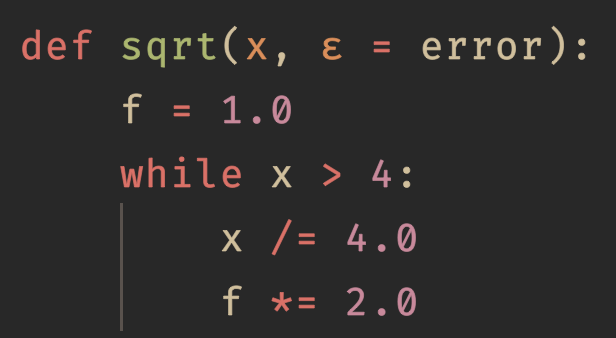 def sqrt(x, ε = error):
    f = 1.0
    while x > 4:
        x /= 4.0
        f *= 2.0